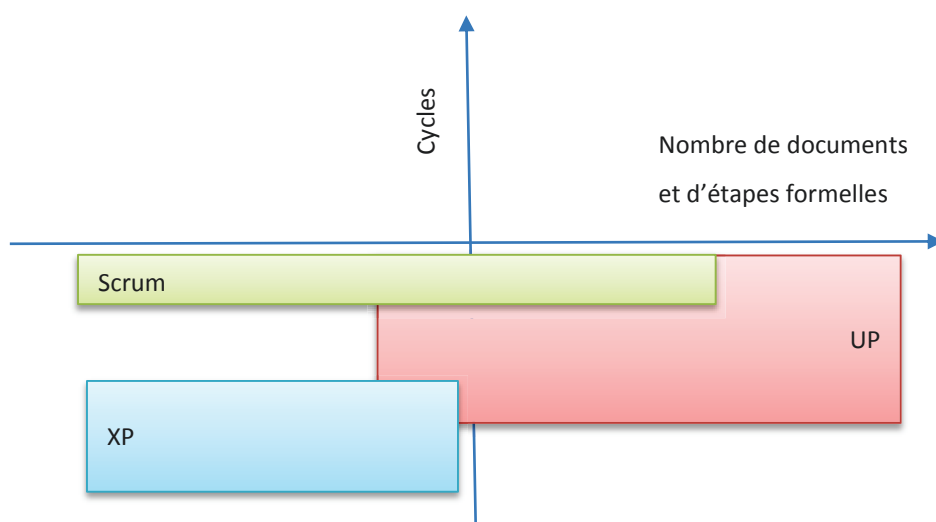 Cycles
Nombre de documents
et d’étapes formelles
Scrum
UP
XP